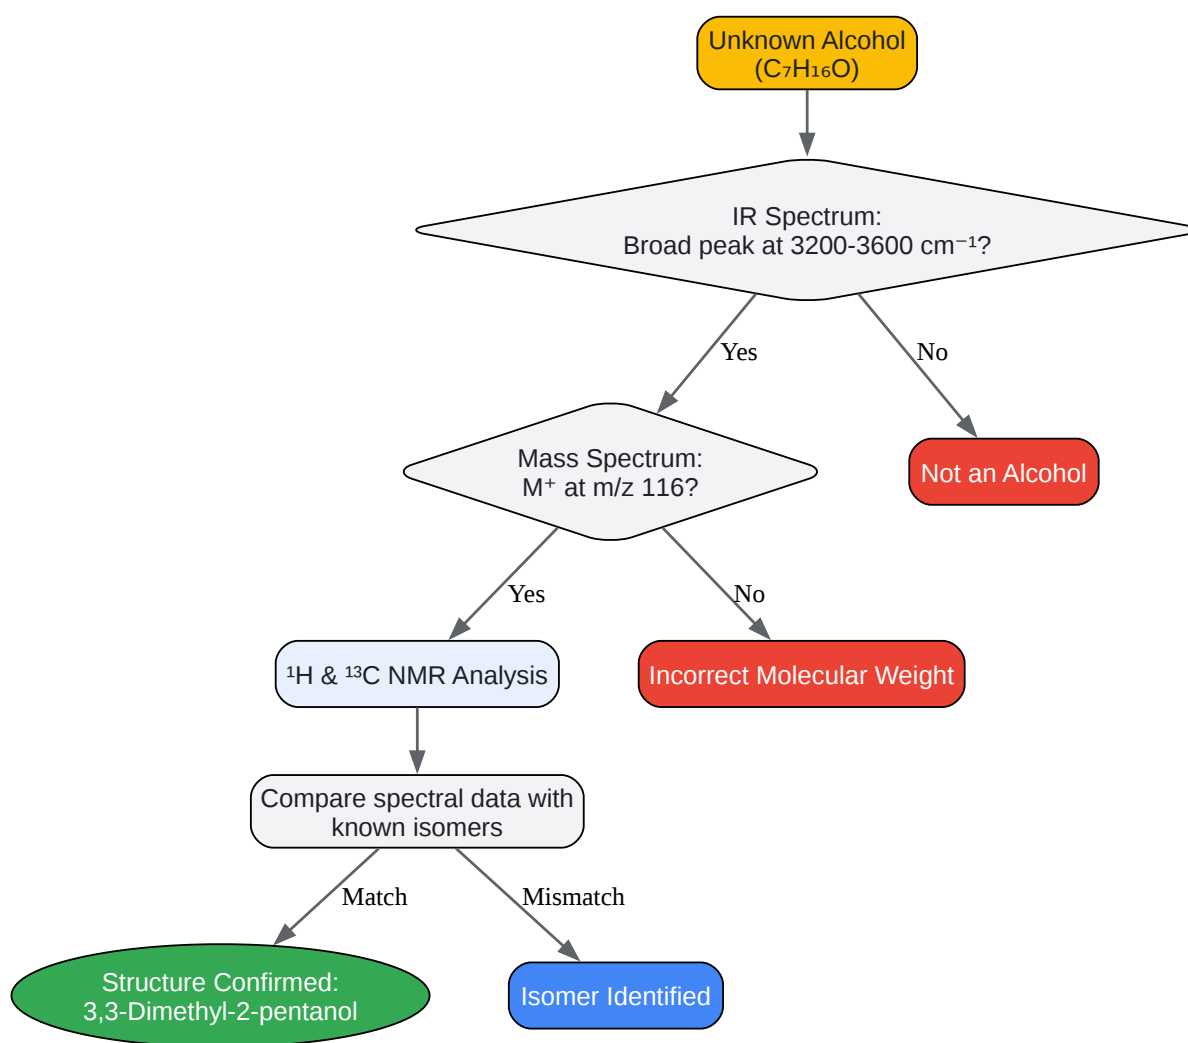 Unknown Alcohol
(C₇H₁₆O)
IR Spectrum:
Broad peak at 3200-3600 cm⁻¹?
Yes
No
Mass Spectrum:
M⁺ at m/z 116?
Not an Alcohol
Yes
No
¹H & ¹³C NMR Analysis
Incorrect Molecular Weight
Compare spectral data with
known isomers
Match
Mismatch
Structure Confirmed:
3,3-Dimethyl-2-pentanol
Isomer Identified